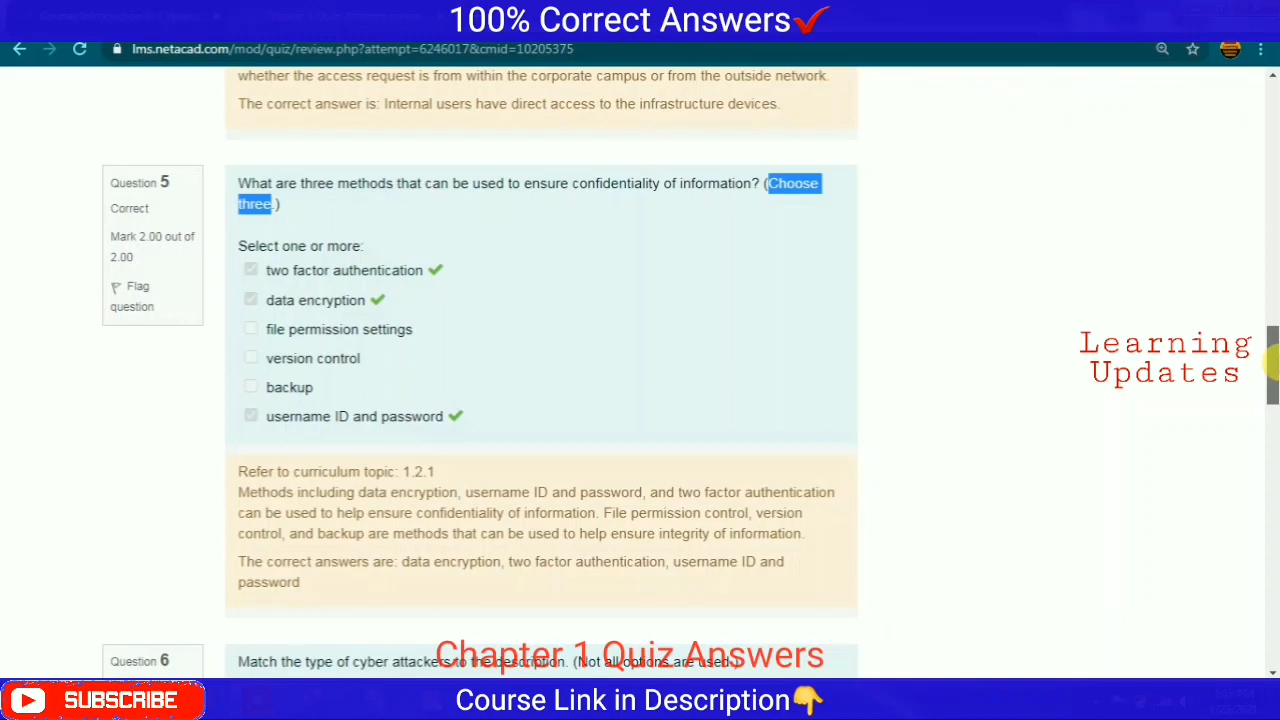 100% Correct Answers
lms.netacad.com/mod/quiz/review.php?attempt=6246017&cmid=10205375
whether the access request is from within the corporate campus or from the outside network.
The correct answer is: Internal users have direct access to the infrastructure devices.
Question 5
Correct
Mark 2.00 out of
2.00
Flag
question
What are three methods that can be used to ensure confidentiality of information? (Choose
three.)
Select one or more:
two factor authentication
data encryption
file permission settings
version control
backup
username ID and password
Refer to curriculum topic: 1.2.1
Methods including data encryption, username ID and password, and two factor authentication
can be used to help ensure confidentiality of information. File permission control, version
control, and backup are methods that can be used to help ensure integrity of information.
The correct answers are: data encryption, two factor authentication, username ID and
password
Learning
Updates
Question 6
Match the type of cyber attackers to the description. (Not all options are used.)
Chapter 1 Quiz Answers
SUBSCRIBE
Course Link in Description